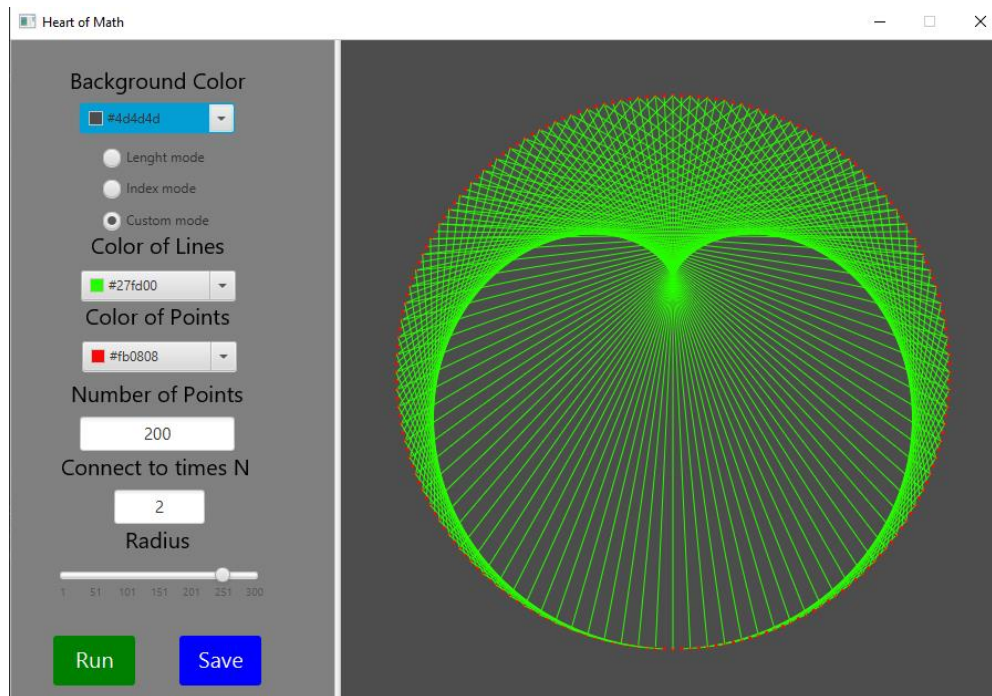 Heart of Math
Background Color
#4d4d4d
Lenght mode
Index mode
Custom mode
Color of Lines
#27fd00
Color of Points
#fb0808
Number of Points
200
Connect to times N
2
Radius
1 51 101 151 201 251 300
Run Save